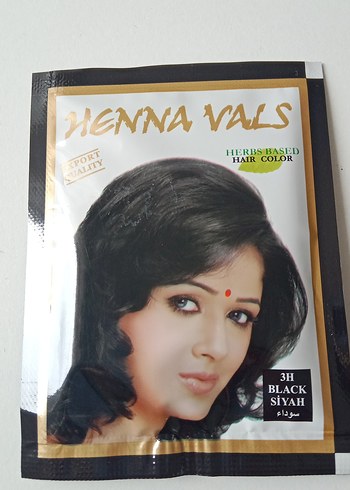 HENNA VALS
HERBS BASED
HAIR COLOR
EXPORT
QUALITY
3H
BLACK
SİYAH
سوداء